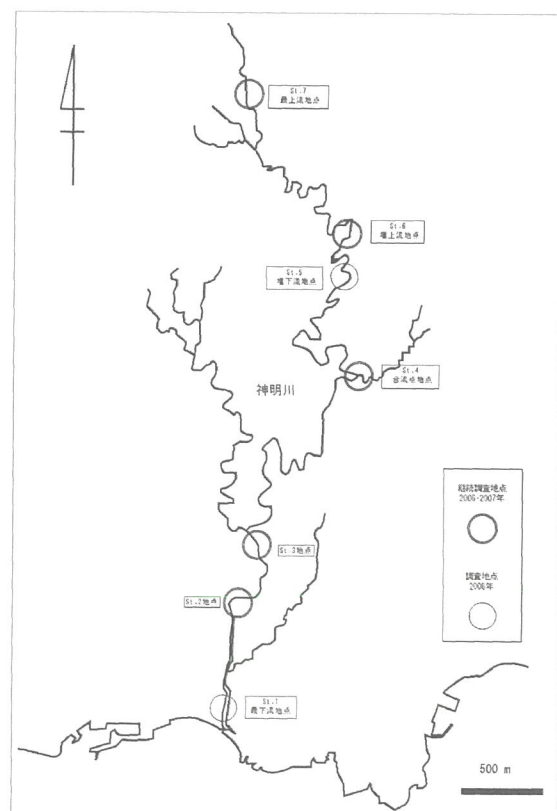 St.7
最上流地点
St.6
堰上流地点
St.5
堰下流地点
St.4
合流点地点
神明川
St.3地点
St.2地点
St.1
最下流地点
継続調査地点
2006-2007年
調査地点
2006年
500 m